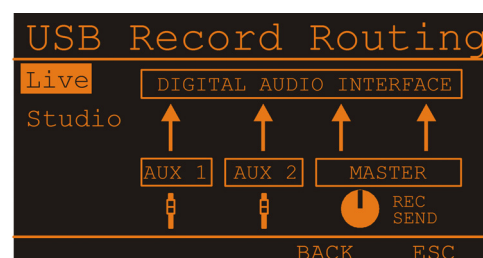 USB Record Routing
Live
DIGITAL AUDIO INTERFACE
Studio
AUX 1 AUX 2 MASTER
REC
SEND
BACK ESC